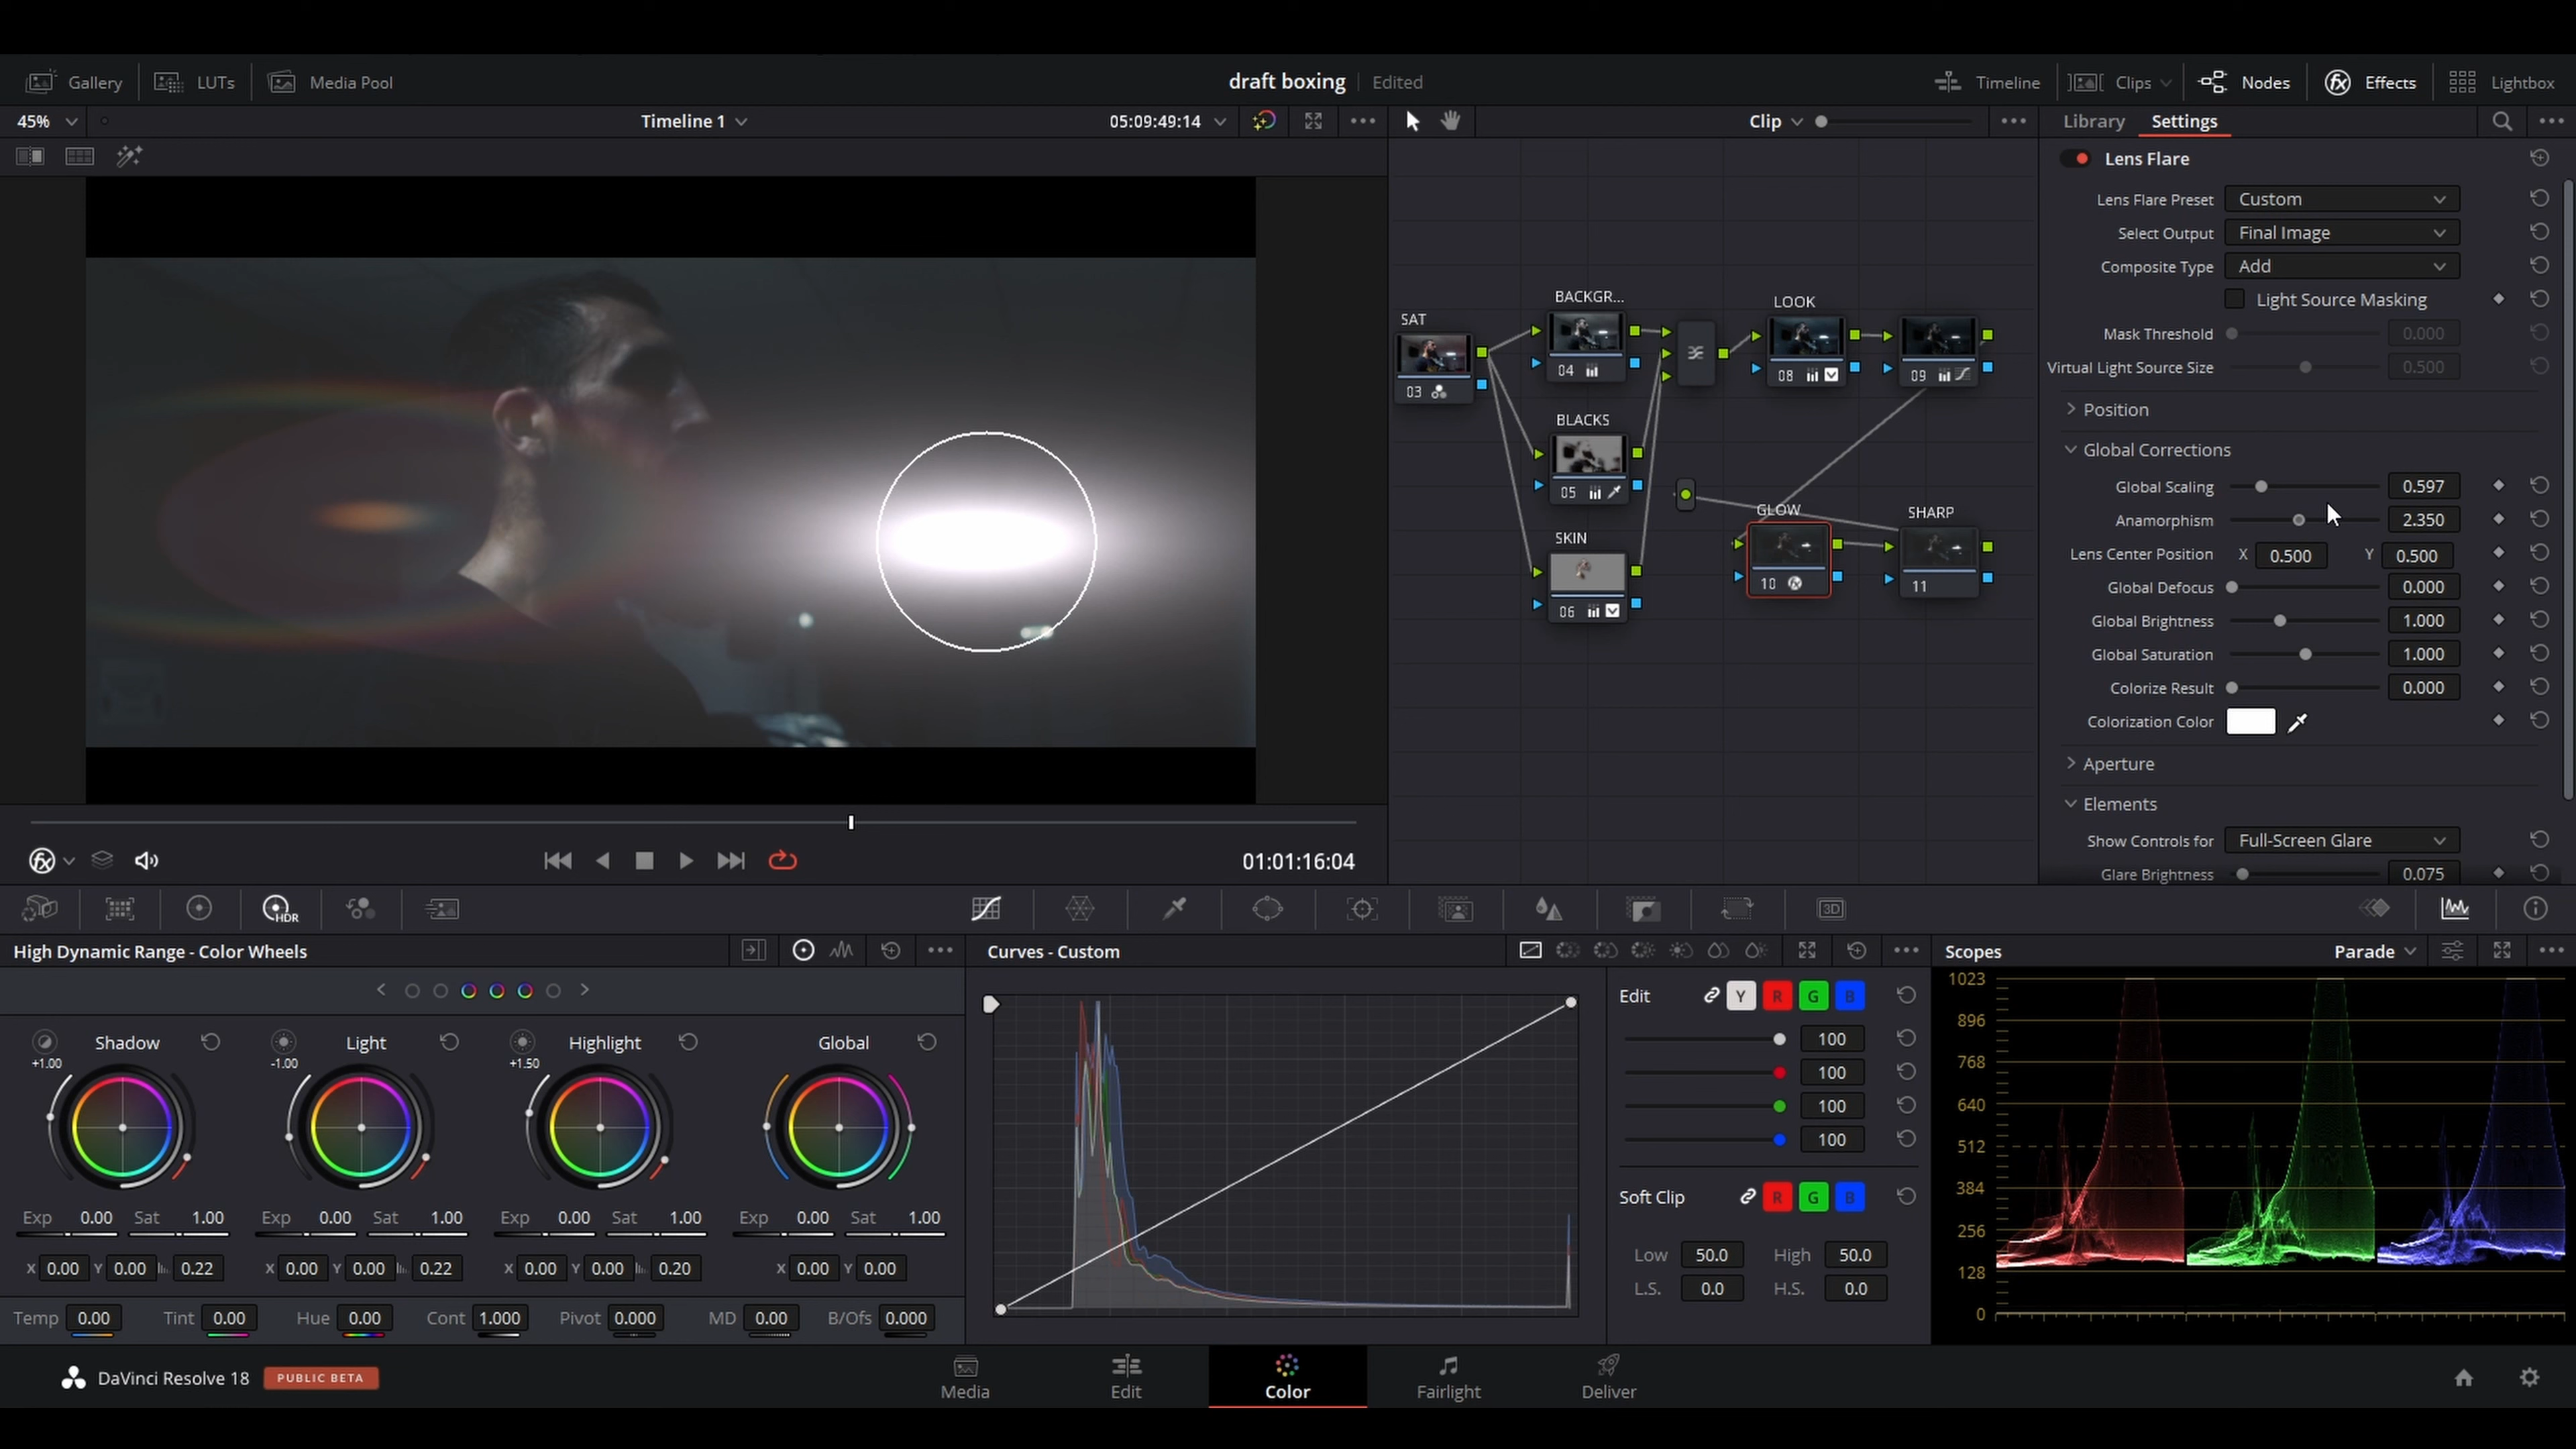 Gallery LUTs Media Pool draft boxing Edited Timeline Clips Nodes Effects Lightbox
45% Timeline 1 05:09:49:14 Clip Library Settings
Lens Flare
Lens Flare Preset Custom
Select Output Final Image
Composite Type Add
Light Source Masking
Mask Threshold 0.000
Virtual Light Source Size 0.500
Position
Global Corrections
Global Scaling 0.597
Anamorphism 2.350
Lens Center Position X 0.500 Y 0.500
Global Defocus 0.000
Global Brightness 1.000
Global Saturation 1.000
Colorize Result 0.000
Colorization Color
Aperture
Elements
Show Controls for Full-Screen Glare
Glare Brightness 0.075
SAT
03
BACKGR...
04
BLACKS
05
SKIN
06
LOOK
08
09
GLOW
10
SHARP
11
01:01:16:04
HDR
3D
High Dynamic Range - Color Wheels
Shadow Light Highlight Global
+1.00 -1.00 +1.50
Exp 0.00 Sat 1.00 Exp 0.00 Sat 1.00 Exp 0.00 Sat 1.00 Exp 0.00 Sat 1.00
X 0.00 Y 0.00 0.22 X 0.00 Y 0.00 0.22 X 0.00 Y 0.00 0.20 X 0.00 Y 0.00
Temp 0.00 Tint 0.00 Hue 0.00 Cont 1.000 Pivot 0.000 MD 0.00 B/Ofs 0.000
Curves - Custom
Edit Y R G B
100
100
100
100
Soft Clip R G B
Low 50.0 High 50.0
L.S. 0.0 H.S. 0.0
Scopes Parade
1023
896
768
640
512
384
256
128
0
DaVinci Resolve 18 PUBLIC BETA Media Edit Color Fairlight Deliver